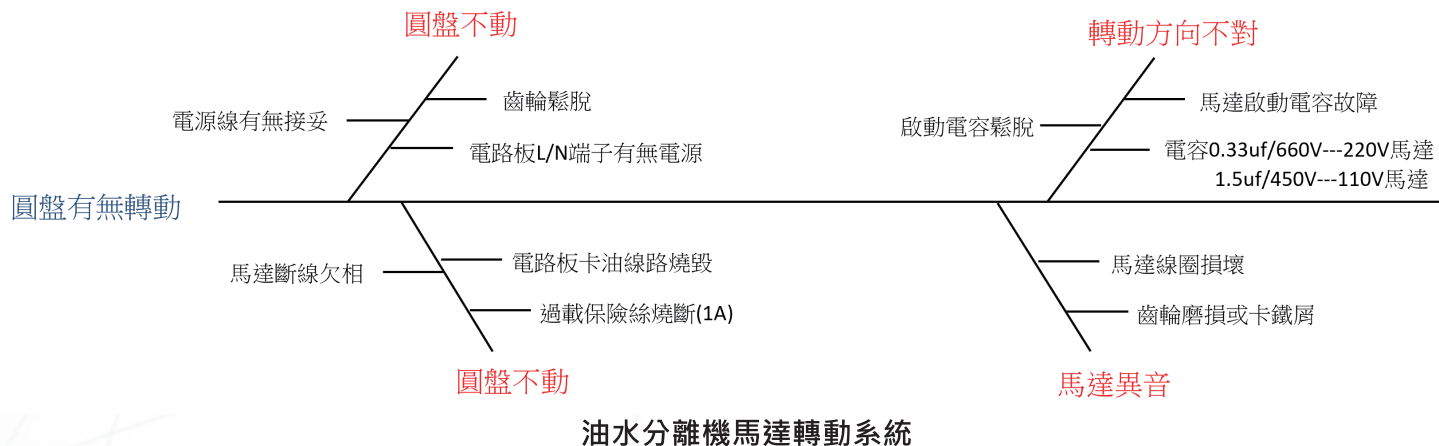 圓盤不動
轉動方向不對
齒輪鬆脫
電源線有無接妥
電路板L/N端子有無電源
馬達啟動電容故障
啟動電容鬆脫
電容0.33uf/660V---220V馬達
1.5uf/450V---110V馬達
圓盤有無轉動
電路板卡油線路燒毀
馬達斷線欠相
過載保險絲燒斷(1A)
圓盤不動
馬達線圈損壞
齒輪磨損或卡鐵屑
馬達異音
油水分離機馬達轉動系統